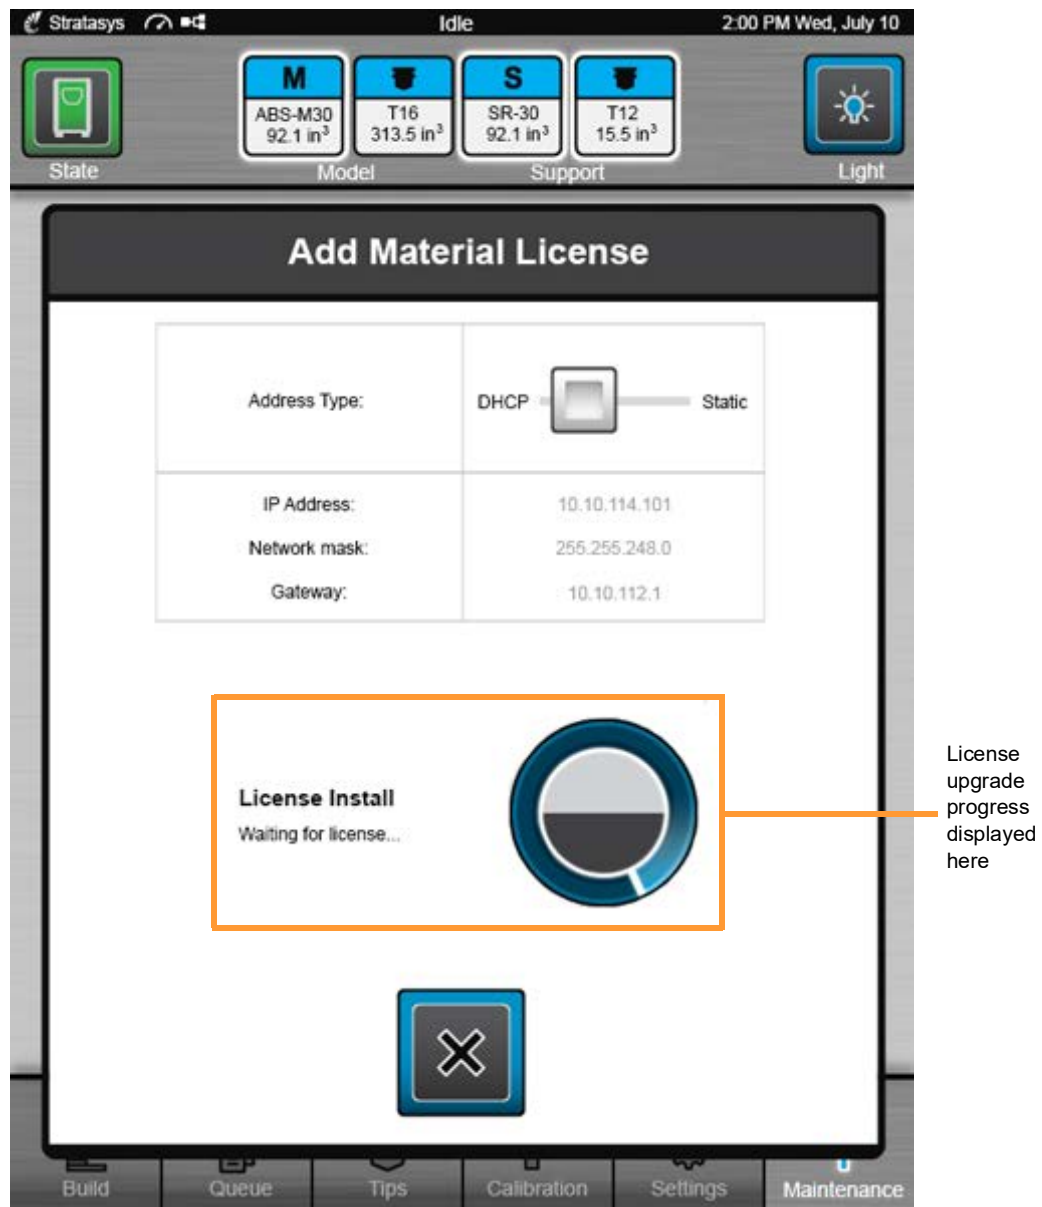 Stratasys Idle 2:00 PM Wed, July 10
M S
ABS-M30 T16 SR-30 T12
92.1 in³ 313.5 in³ 92.1 in³ 15.5 in³
State Model Support Light
Add Material License
Address Type: DHCP Static
IP Address: 10.10.114.101
Network mask: 255.255.248.0
Gateway: 10.10.112.1
License Install
Waiting for license...
License
upgrade
progress
displayed
here
Build Queue Tips Calibration Settings Maintenance